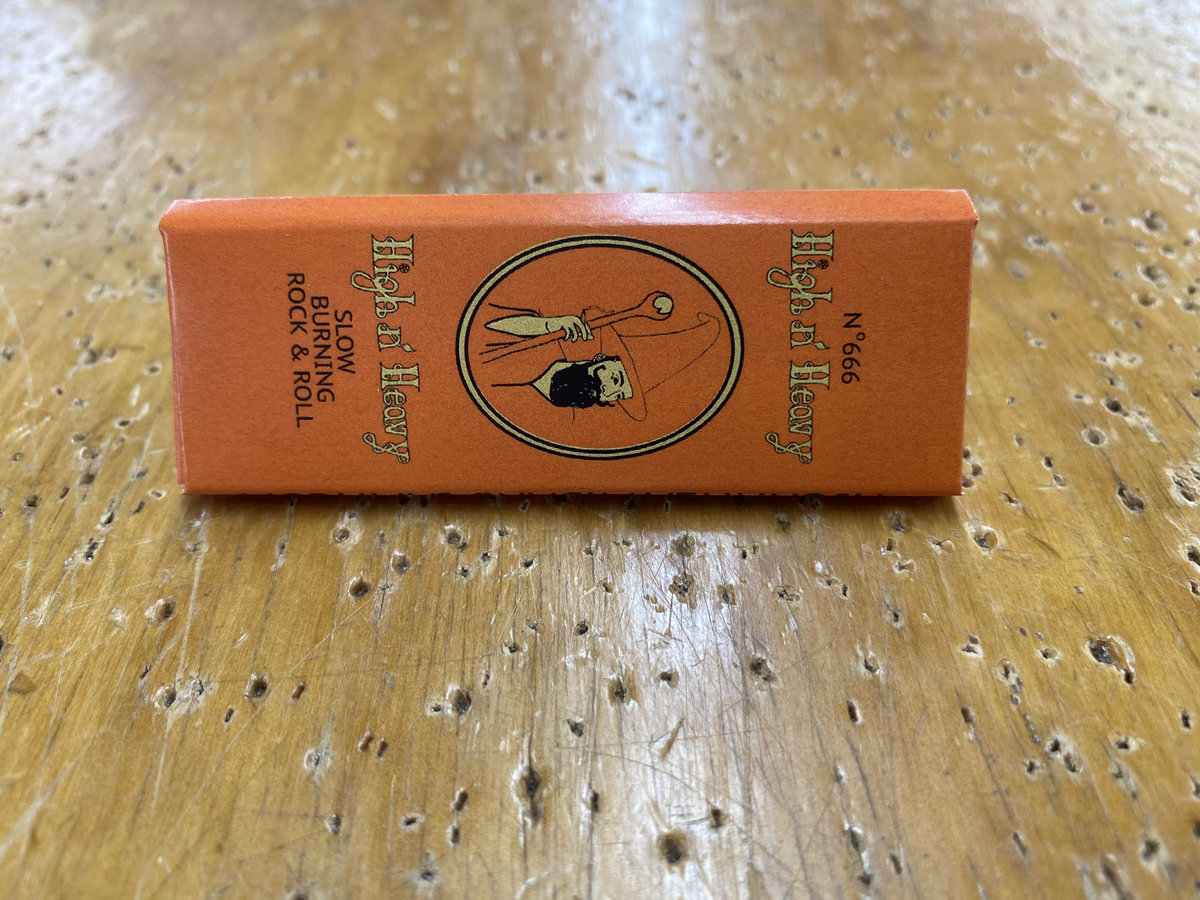 N°666
High n' Heavy
High n' Heavy
SLOW
BURNING
ROCK & ROLL